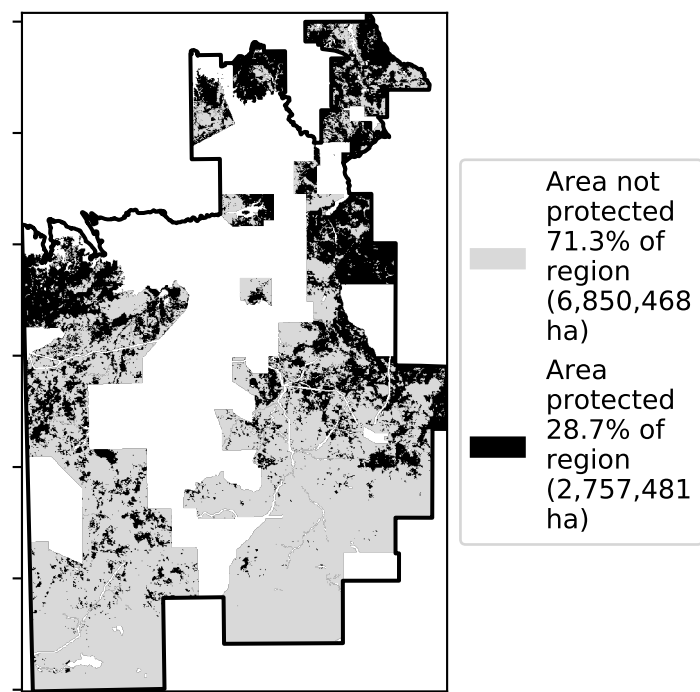 Area not
protected
71.3% of
region
(6,850,468
ha)
Area
protected
28.7% of
region
(2,757,481
ha)